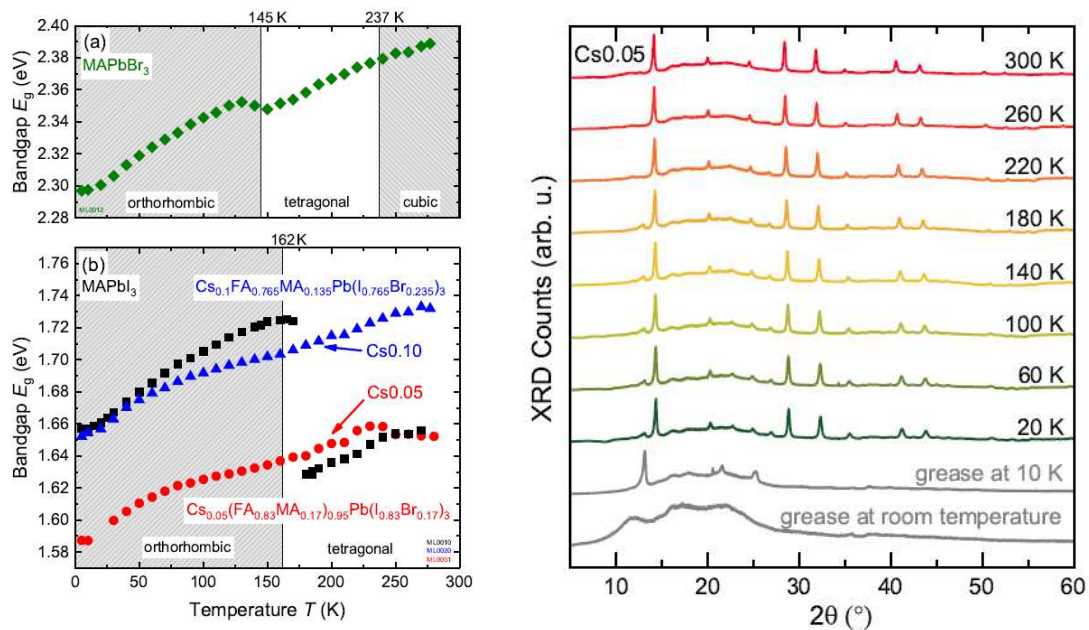 145 K 237 K
2.40
2.38
2.36
2.34
2.32
2.30
2.28
Bandgap Eg (eV)
(a)
MAPbBr3
ML0012
orthorhombic
tetragonal
cubic
162K
1.76
1.74
1.72
1.70
1.68
1.66
1.64
1.62
1.60
1.58
Bandgap Eg (eV)
(b)
MAPbI3
Cs0.1FA0.765MA0.135Pb(I0.765Br0.235)3
Cs0.10
Cs0.05
Cs0.05(FA0.83MA0.17)0.95Pb(I0.83Br0.17)3
orthorhombic
tetragonal
ML0010
ML0020
ML0031
0 50 100 150 200 250 300
Temperature T (K)
XRD Counts (arb. u.)
Cs0.05
300 K
260 K
220 K
180 K
140 K
100 K
60 K
20 K
grease at 10 K
grease at room temperature
10 20 30 40 50 60
2θ (°)